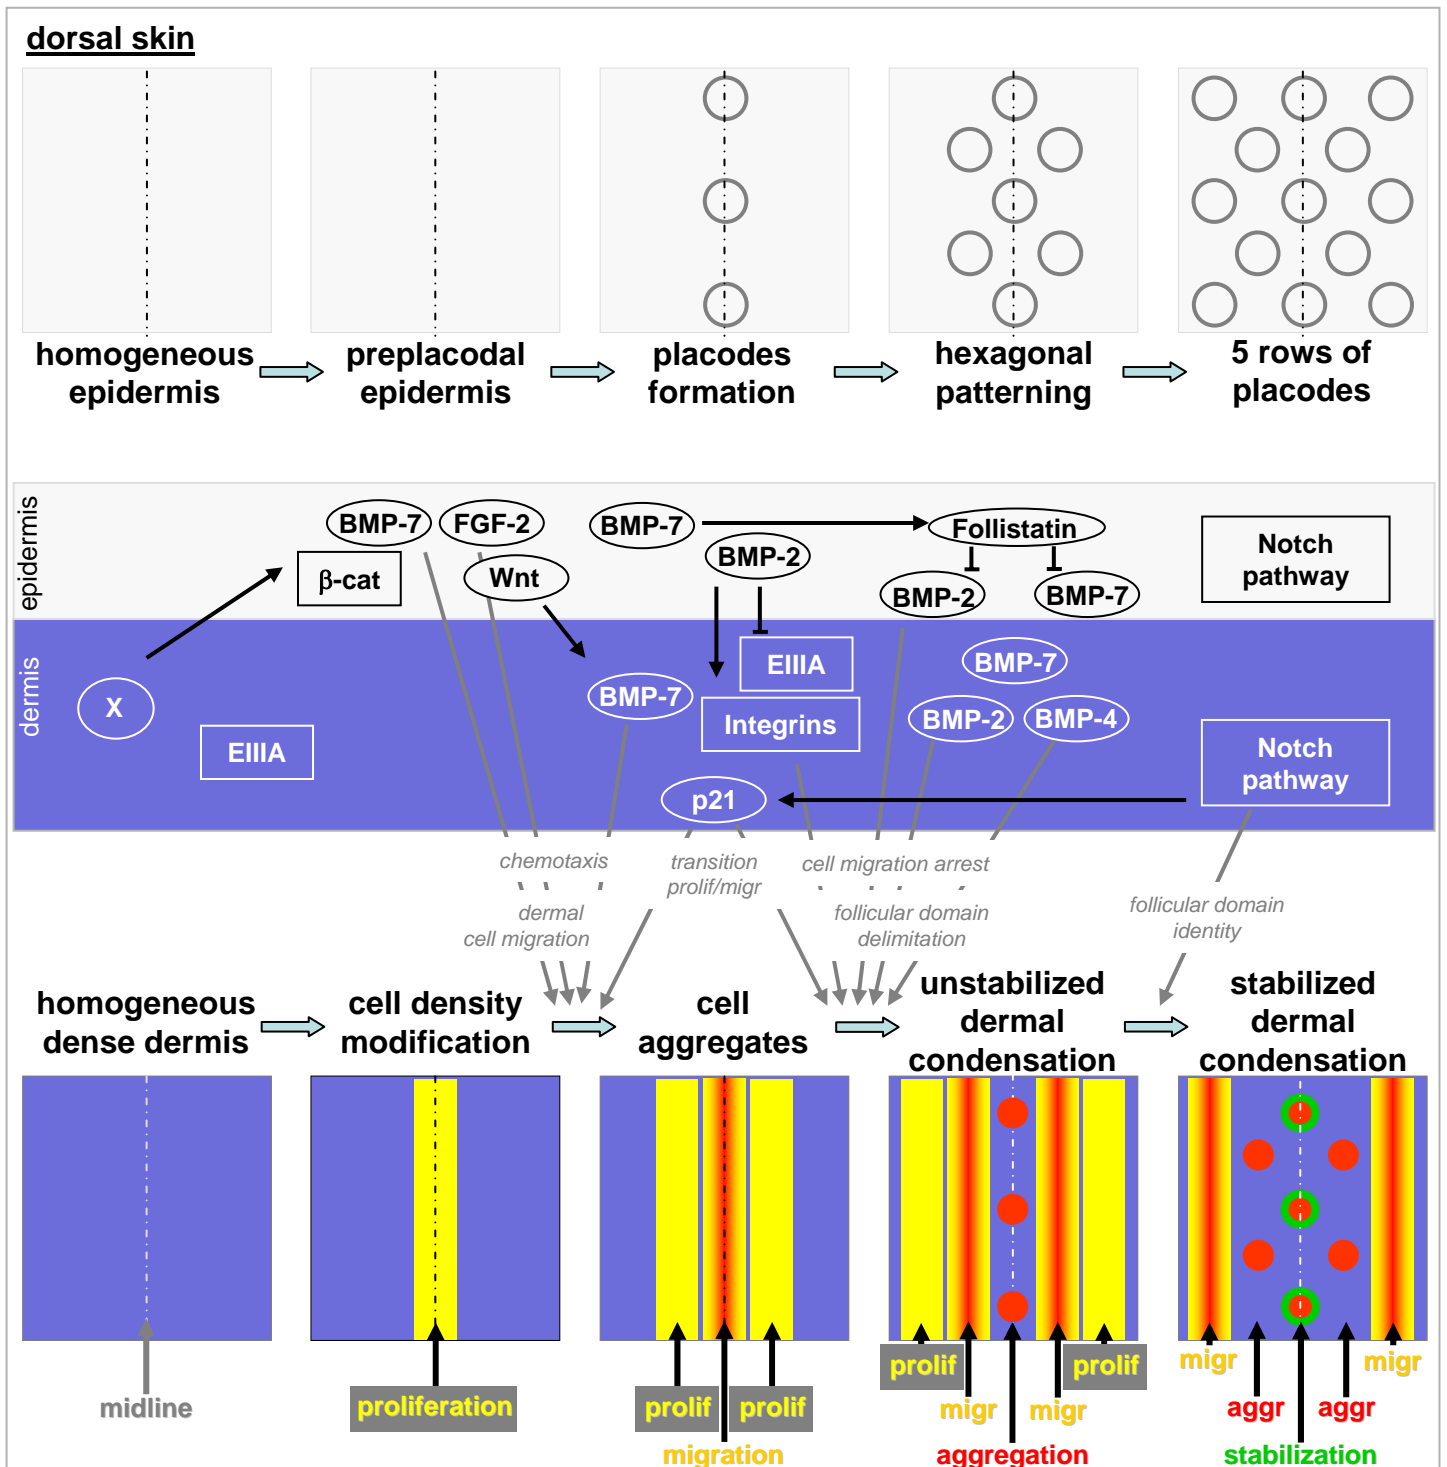 dorsal skin
homogeneous
epidermis
preplacodal
epidermis
placodes
formation
hexagonal
patterning
5 rows of
placodes
epidermis
BMP-7
FGF-2
β-cat
Wnt
BMP-7
BMP-2
Follistatin
BMP-2
BMP-7
Notch
pathway
dermis
X
EIIIA
BMP-7
EIIIA
Integrins
p21
BMP-7
BMP-2
BMP-4
Notch
pathway
chemotaxis
dermal
cell migration
transition
prolif/migr
cell migration arrest
follicular domain
delimitation
follicular domain
identity
homogeneous
dense dermis
cell density
modification
cell
aggregates
unstabilized
dermal
condensation
stabilized
dermal
condensation
midline
proliferation
prolif
prolif
migration
prolif
prolif
migr
migr
aggregation
migr
migr
aggr
aggr
stabilization